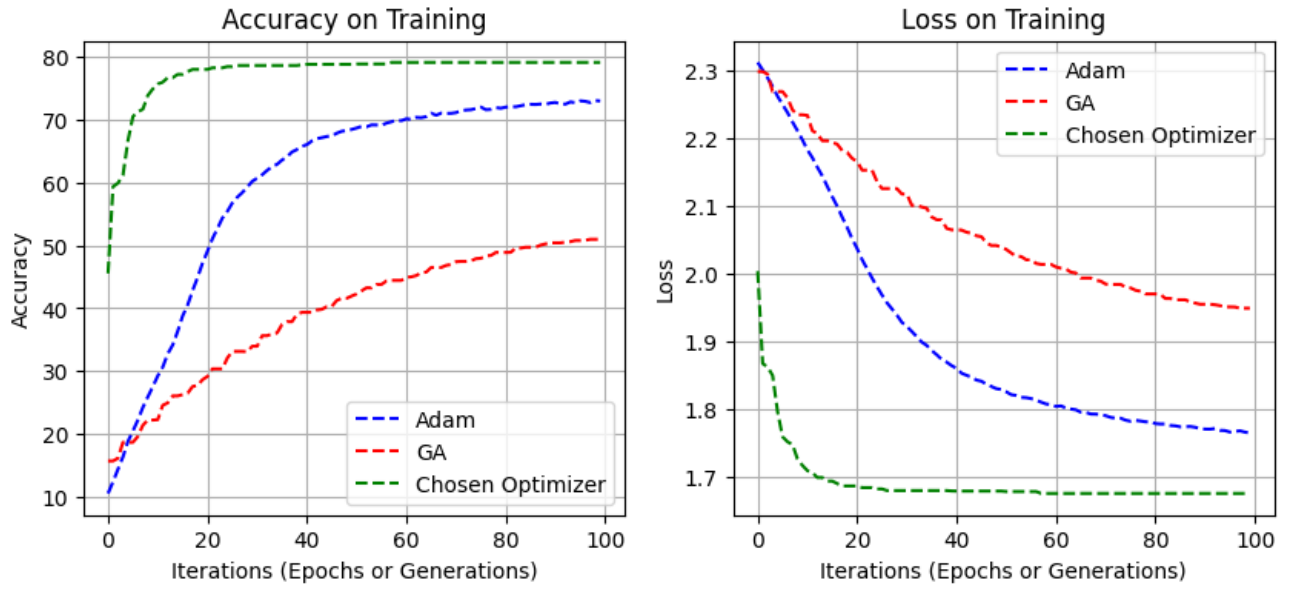 Accuracy on Training
Accuracy
80
70
60
50
40
30
20
10
Adam
GA
Chosen Optimizer
0
20
40
60
80
100
Iterations (Epochs or Generations)
Loss on Training
Loss
2.3
2.2
2.1
2.0
1.9
1.8
1.7
Adam
GA
Chosen Optimizer
0
20
40
60
80
100
Iterations (Epochs or Generations)